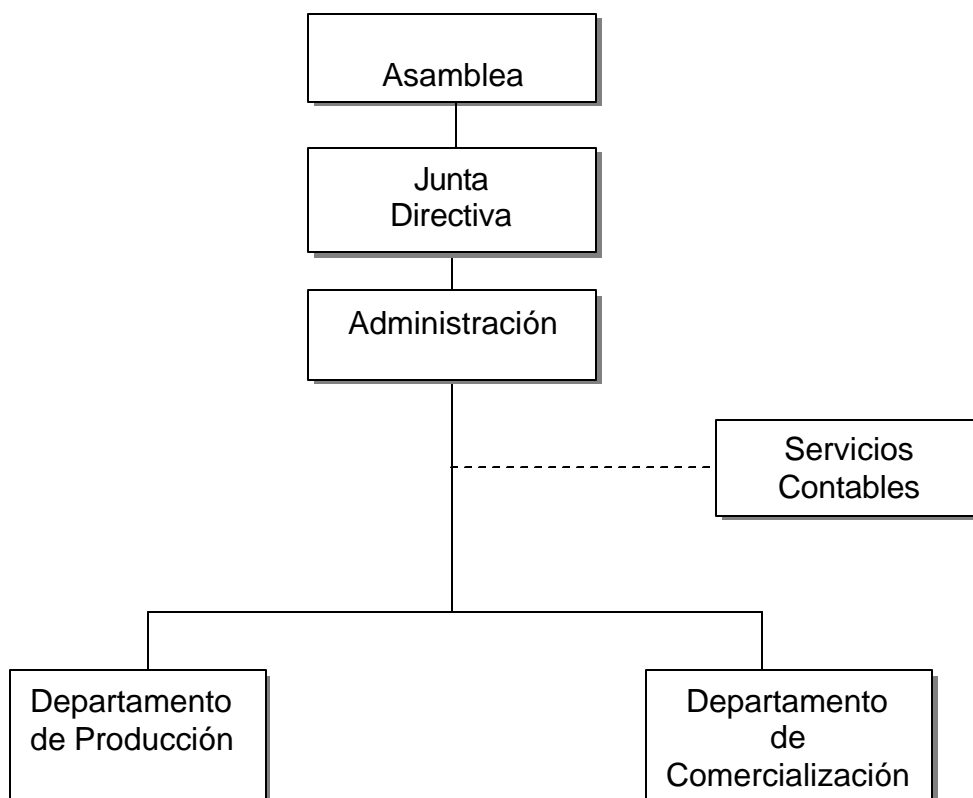 Asamblea
Junta
Directiva
Administración
Servicios
Contables
Departamento
de Producción
Departamento
de
Comercialización